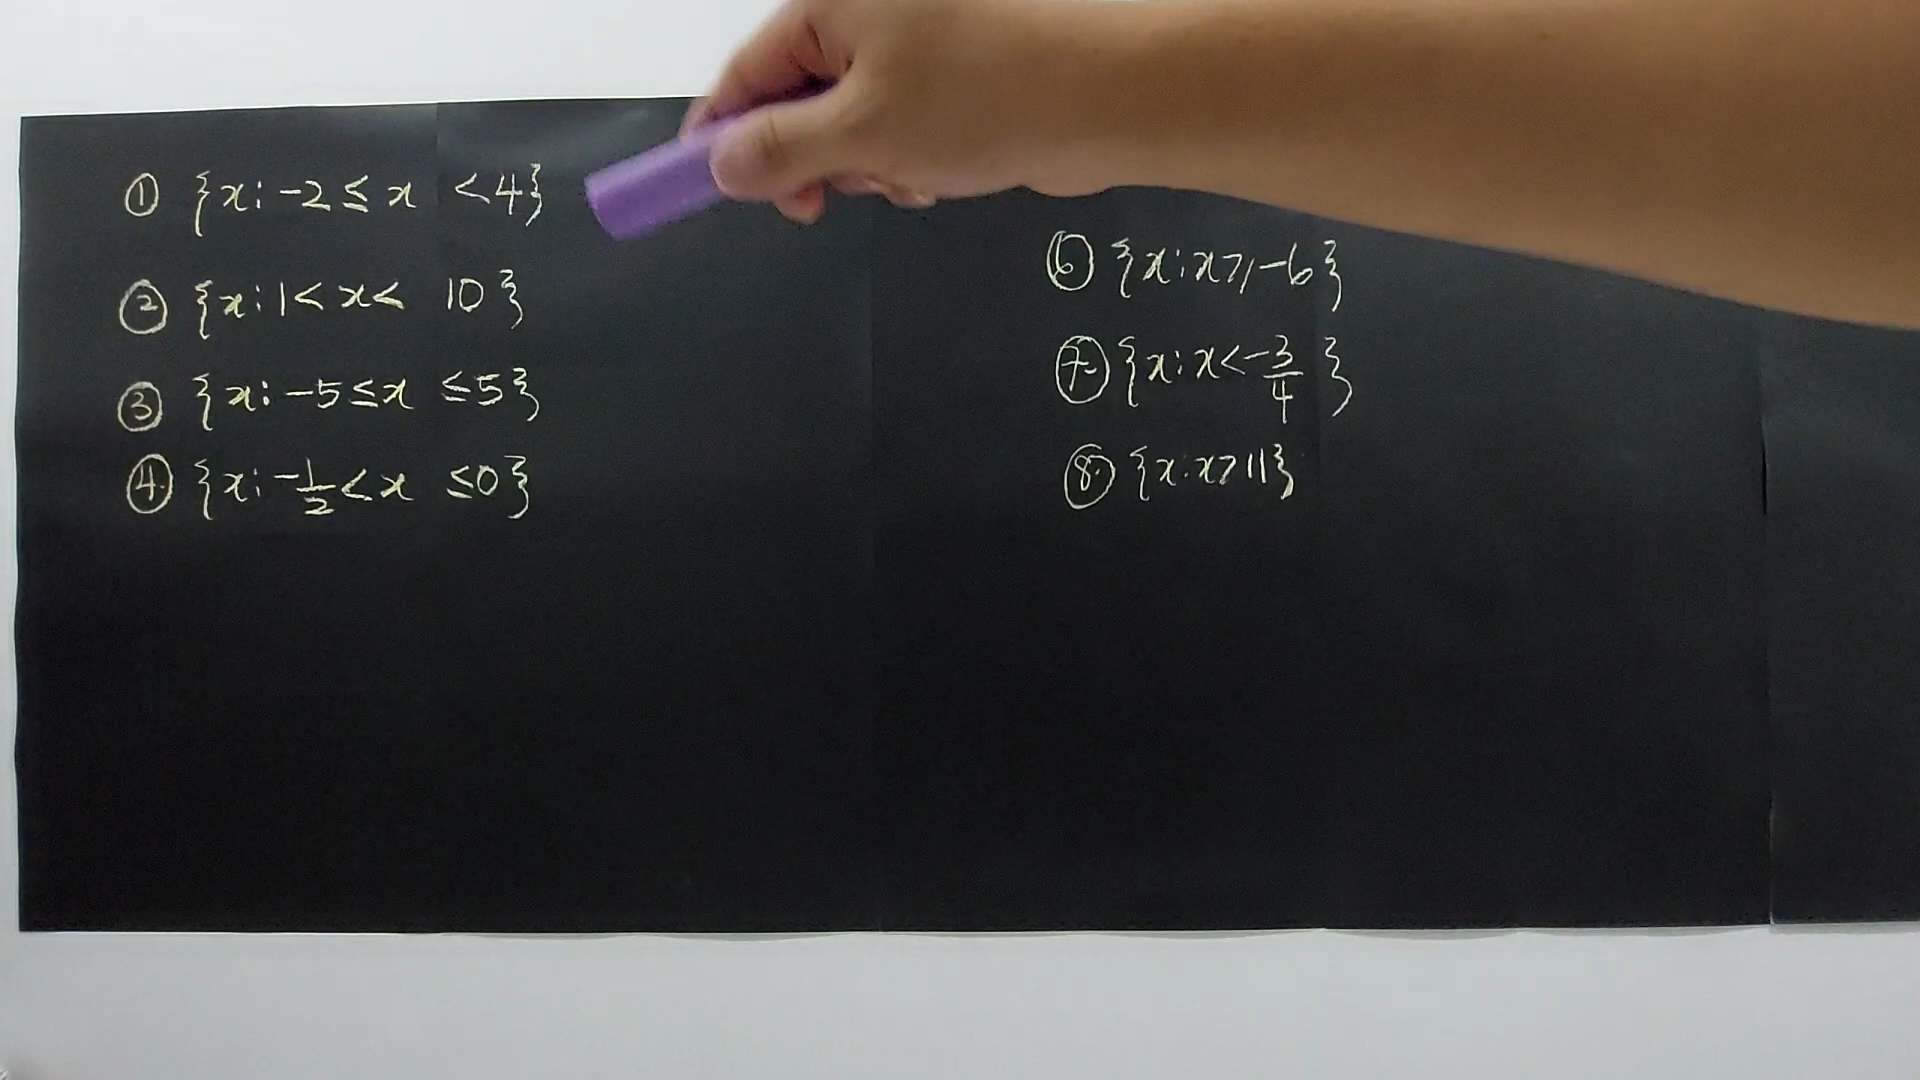 ① {x: -2 ≤ x < 4}
② {x: 1 < x < 10}
③ {x: -5 ≤ x ≤ 5}
④ {x: -1/2 < x ≤ 0}
⑥ {x: x ≥ -6}
⑦ {x: x < -3/4}
⑧ {x: x > 11}